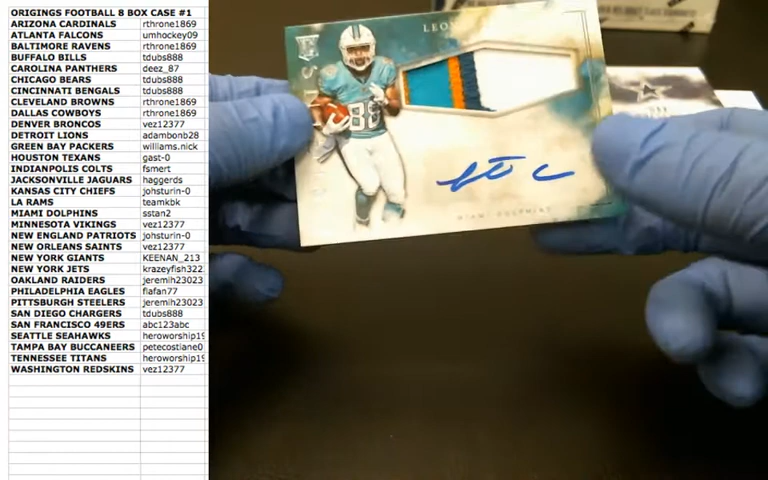 ORIGINGS FOOTBALL 8 BOX CASE #1
ARIZONA CARDINALS rthrone1869
ATLANTA FALCONS umhockey09
BALTIMORE RAVENS rthrone1869
BUFFALO BILLS tdubs888
CAROLINA PANTHERS deez_87
CHICAGO BEARS tdubs888
CINCINNATI BENGALS tdubs888
CLEVELAND BROWNS rthrone1869
DALLAS COWBOYS rthrone1869
DENVER BRONCOS vez12377
DETROIT LIONS adambonb28
GREEN BAY PACKERS williams.nick
HOUSTON TEXANS gast-0
INDIANPOLIS COLTS fsmert
JACKSONVILLE JAGUARS haggerds
KANSAS CITY CHIEFS johsturin-0
LA RAMS teamkbk
MIAMI DOLPHINS sstan2
MINNESOTA VIKINGS vez12377
NEW ENGLAND PATRIOTS johsturin-0
NEW ORLEANS SAINTS vez12377
NEW YORK GIANTS KEENAN_213
NEW YORK JETS krazeyfish322
OAKLAND RAIDERS jeremih23023
PHILADELPHIA EAGLES flafan77
PITTSBURGH STEELERS jeremih23023
SAN DIEGO CHARGERS tdubs888
SAN FRANCISCO 49ERS abc123abc
SEATTLE SEAHAWKS heroworship19
TAMPA BAY BUCCANEERS petecostiane0
TENNESSEE TITANS heroworship19
WASHINGTON REDSKINS vez12377
LEON
RC
88
MIAMI DOLPHINS